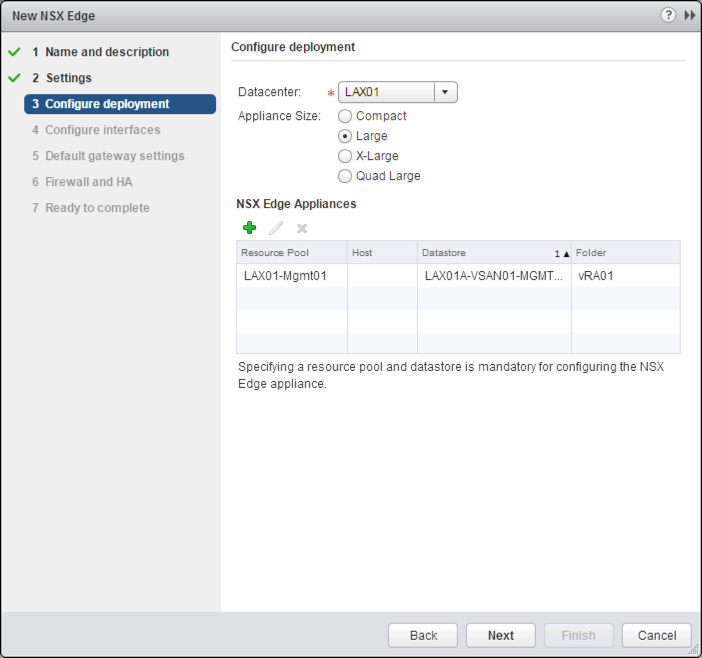 New NSX Edge
?
1 Name and description
2 Settings
3 Configure deployment
4 Configure interfaces
5 Default gateway settings
6 Firewall and HA
7 Ready to complete
Configure deployment
Datacenter: * LAX01
Appliance Size: Compact
Large
X-Large
Quad Large
NSX Edge Appliances
Resource Pool Host Datastore 1 ▲ Folder
LAX01-Mgmt01 LAX01A-VSAN01-MGMT... vRA01
Specifying a resource pool and datastore is mandatory for configuring the NSX
Edge appliance.
Back Next Finish Cancel